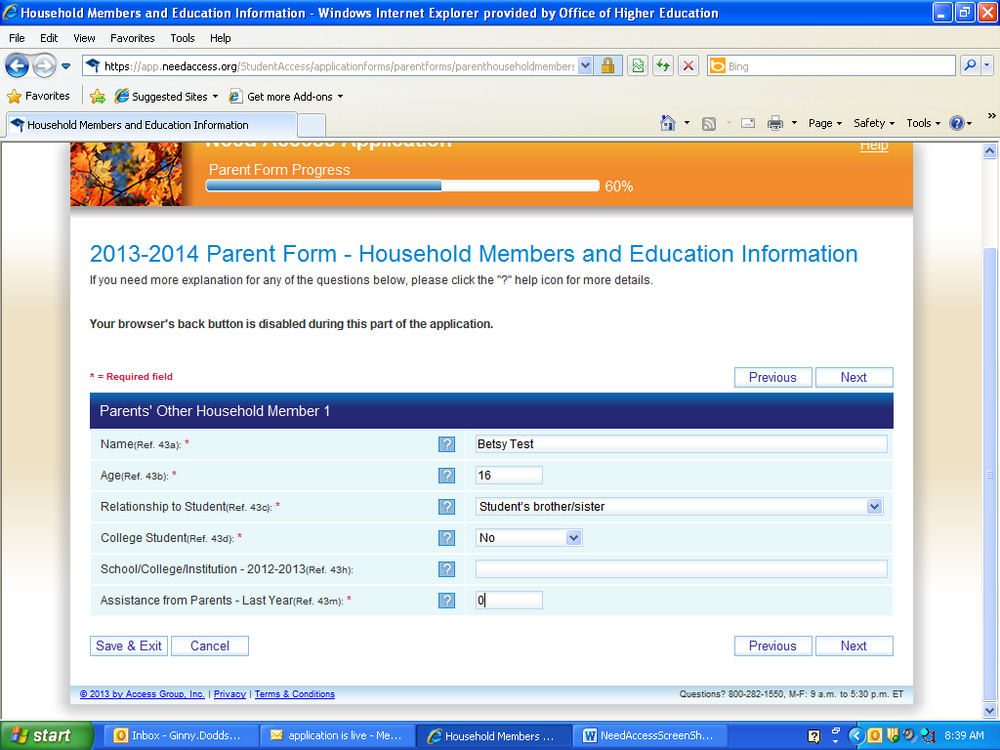 Household Members and Education Information - Windows Internet Explorer provided by Office of Higher Education
File Edit View Favorites Tools Help
https://app.needaccess.org/StudentAccess/applicationforms/parentforms/parenthouseholdmembers
Bing
Favorites Suggested Sites Get more Add-ons
Household Members and Education Information
Page Safety Tools
Need Access Application
Help
Parent Form Progress
60%
2013-2014 Parent Form - Household Members and Education Information
If you need more explanation for any of the questions below, please click the "?" help icon for more details.
Your browser's back button is disabled during this part of the application.
* = Required field
Previous Next
Parents' Other Household Member 1
Name(Ref. 43a): * ? Betsy Test
Age(Ref. 43b): * ? 16
Relationship to Student(Ref. 43c): * ? Student's brother/sister
College Student(Ref. 43d): * ? No
School/College/Institution - 2012-2013(Ref. 43h): ?
Assistance from Parents - Last Year(Ref. 43m): * ? 0
Save & Exit Cancel Previous Next
© 2013 by Access Group, Inc. | Privacy | Terms & Conditions Questions? 800-282-1550, M-F: 9 a.m. to 5:30 p.m. ET
start Inbox - Ginny.Dodds... application is live - Me... Household Members ... NeedAccessScreenSh... 8:39 AM